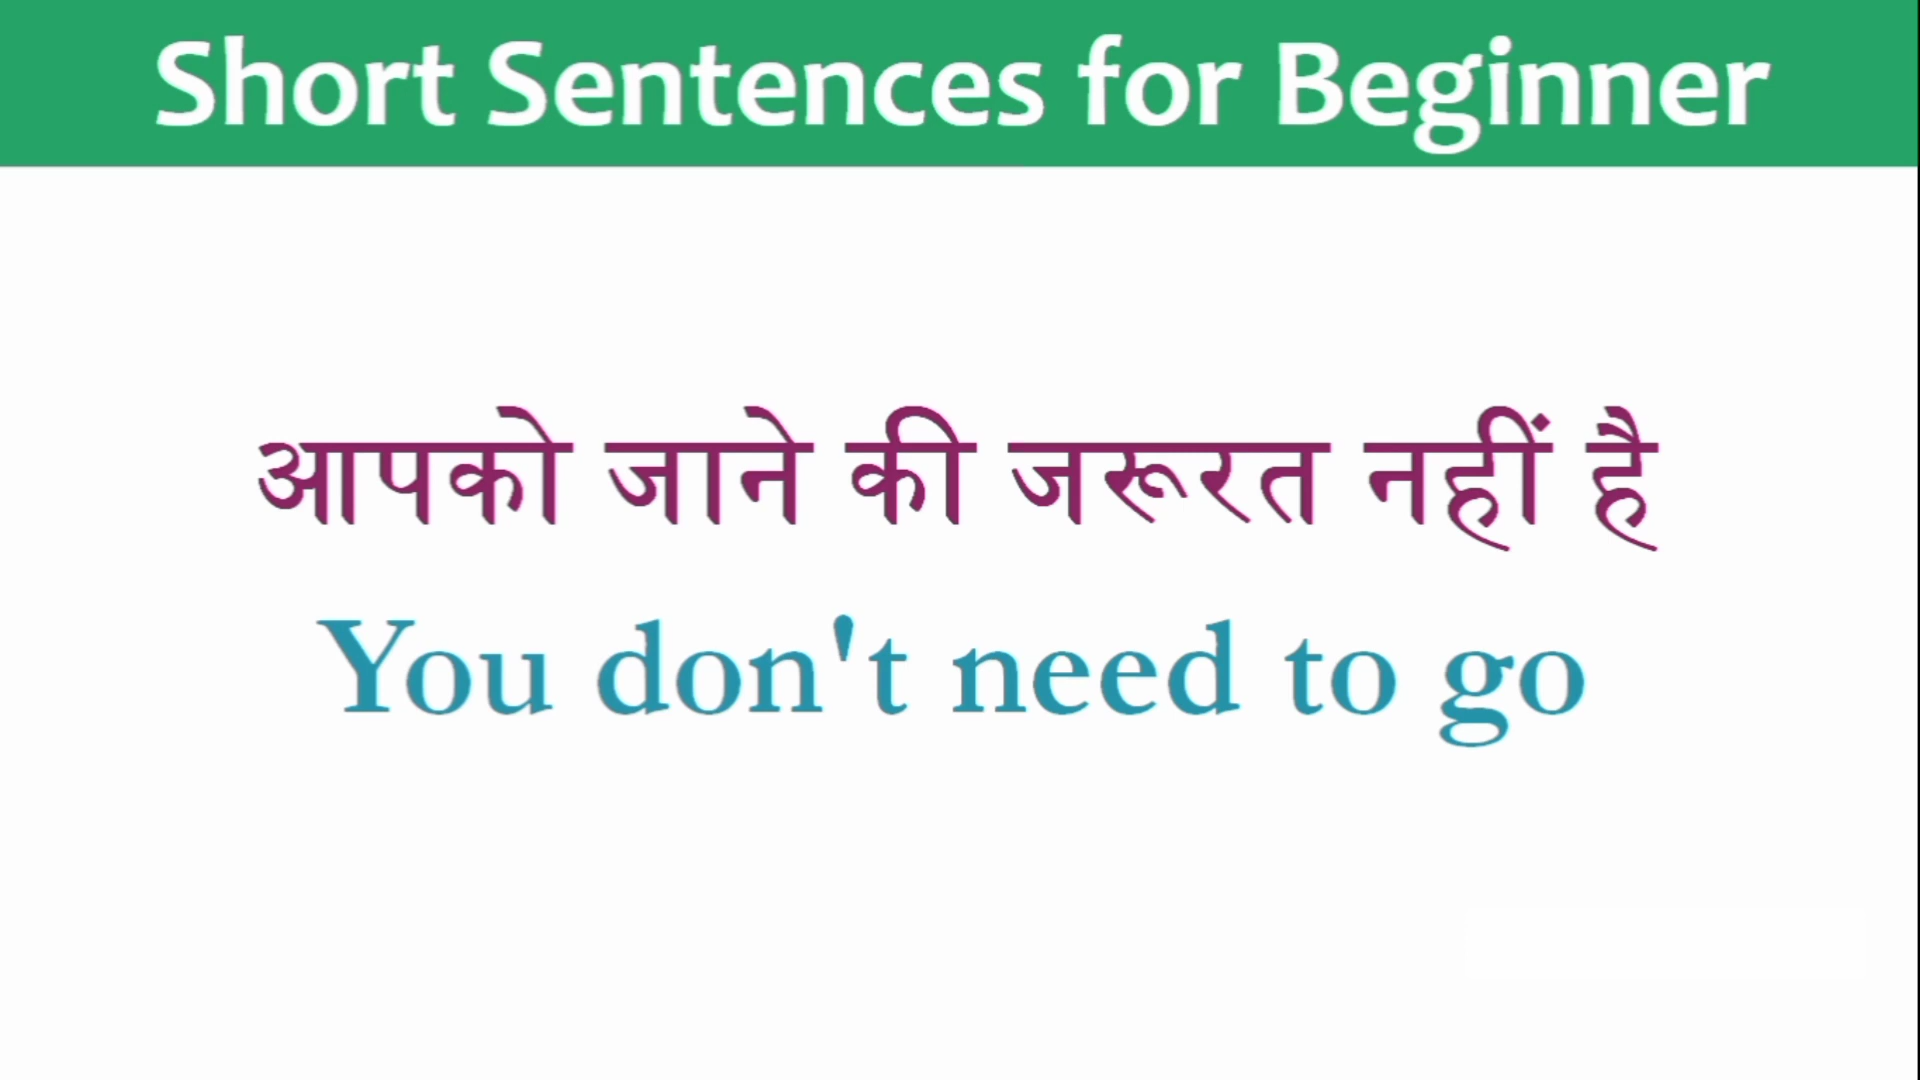 Short Sentences for Beginner
आपको जाने की जरूरत नहीं है
You don't need to go